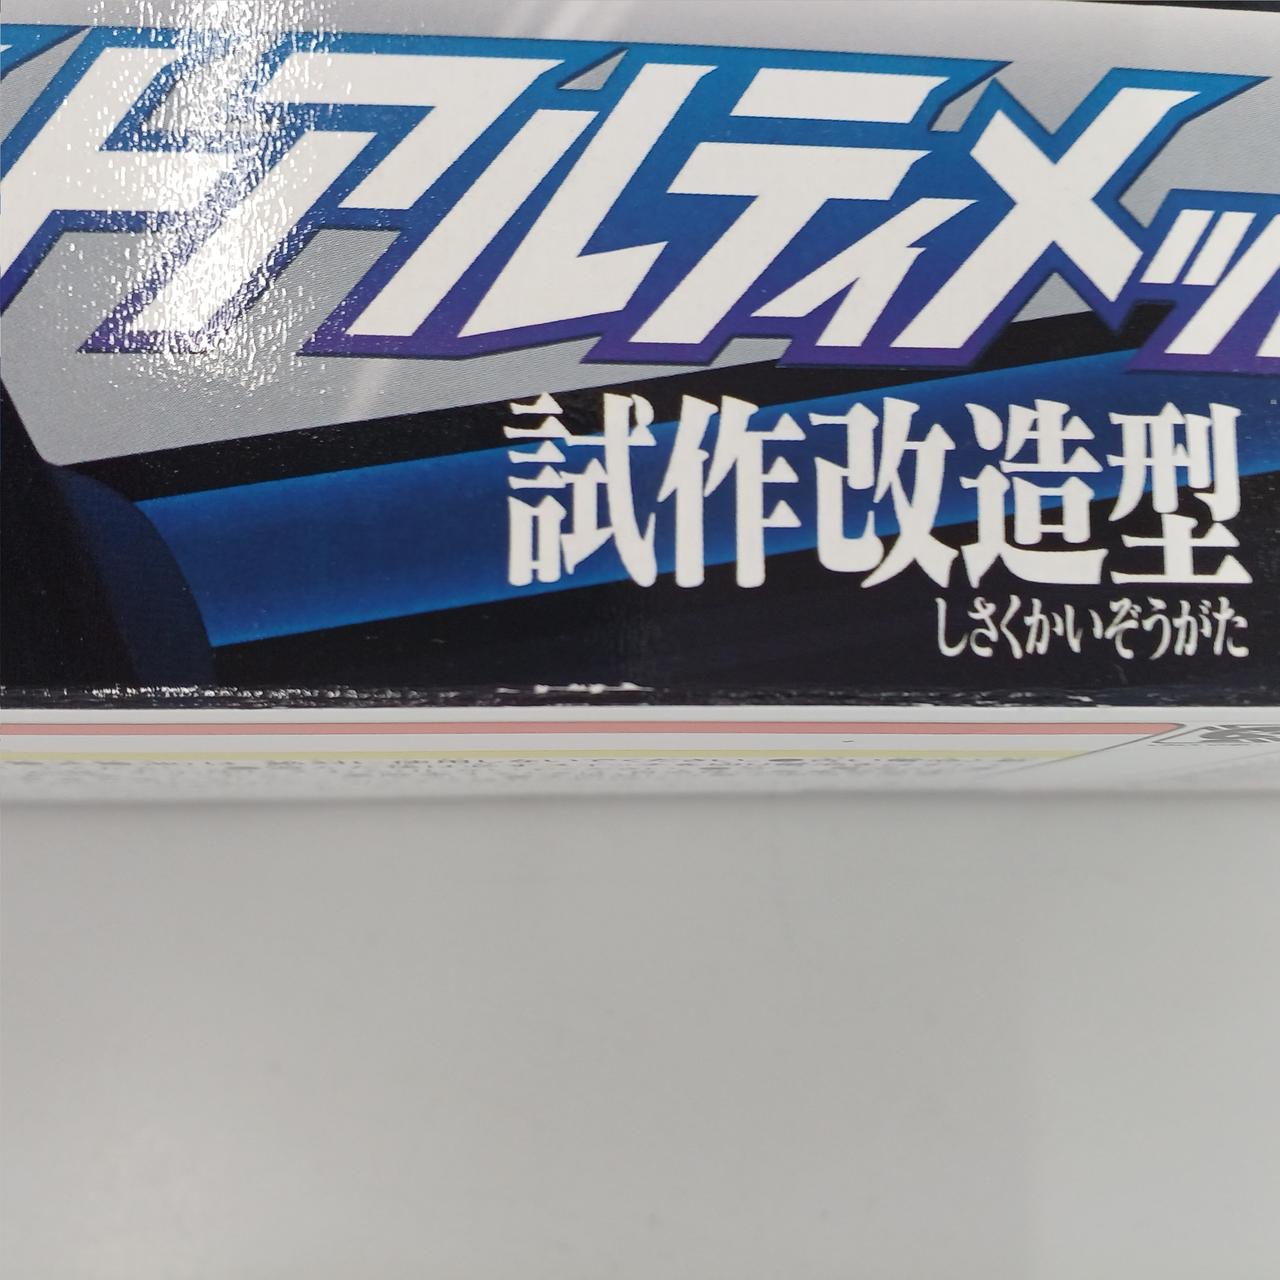 トアルティメッ
試作改造型
しさくかいぞうがた